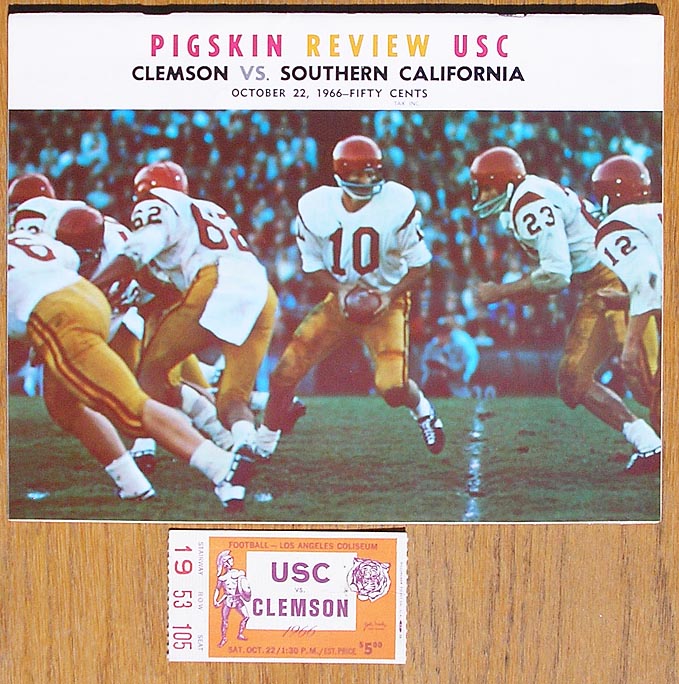 PIGSKIN REVIEW USC
CLEMSON VS. SOUTHERN CALIFORNIA
OCTOBER 22, 1966–FIFTY CENTS
TAX INC.
62
10
23
12
FOOTBALL — LOS ANGELES COLISEUM
USC
VS.
CLEMSON
1966
$5.00
SAT. OCT. 22/1:30 P.M./EST. PRICE
STAIRWAY ROW SEAT
19 53 105